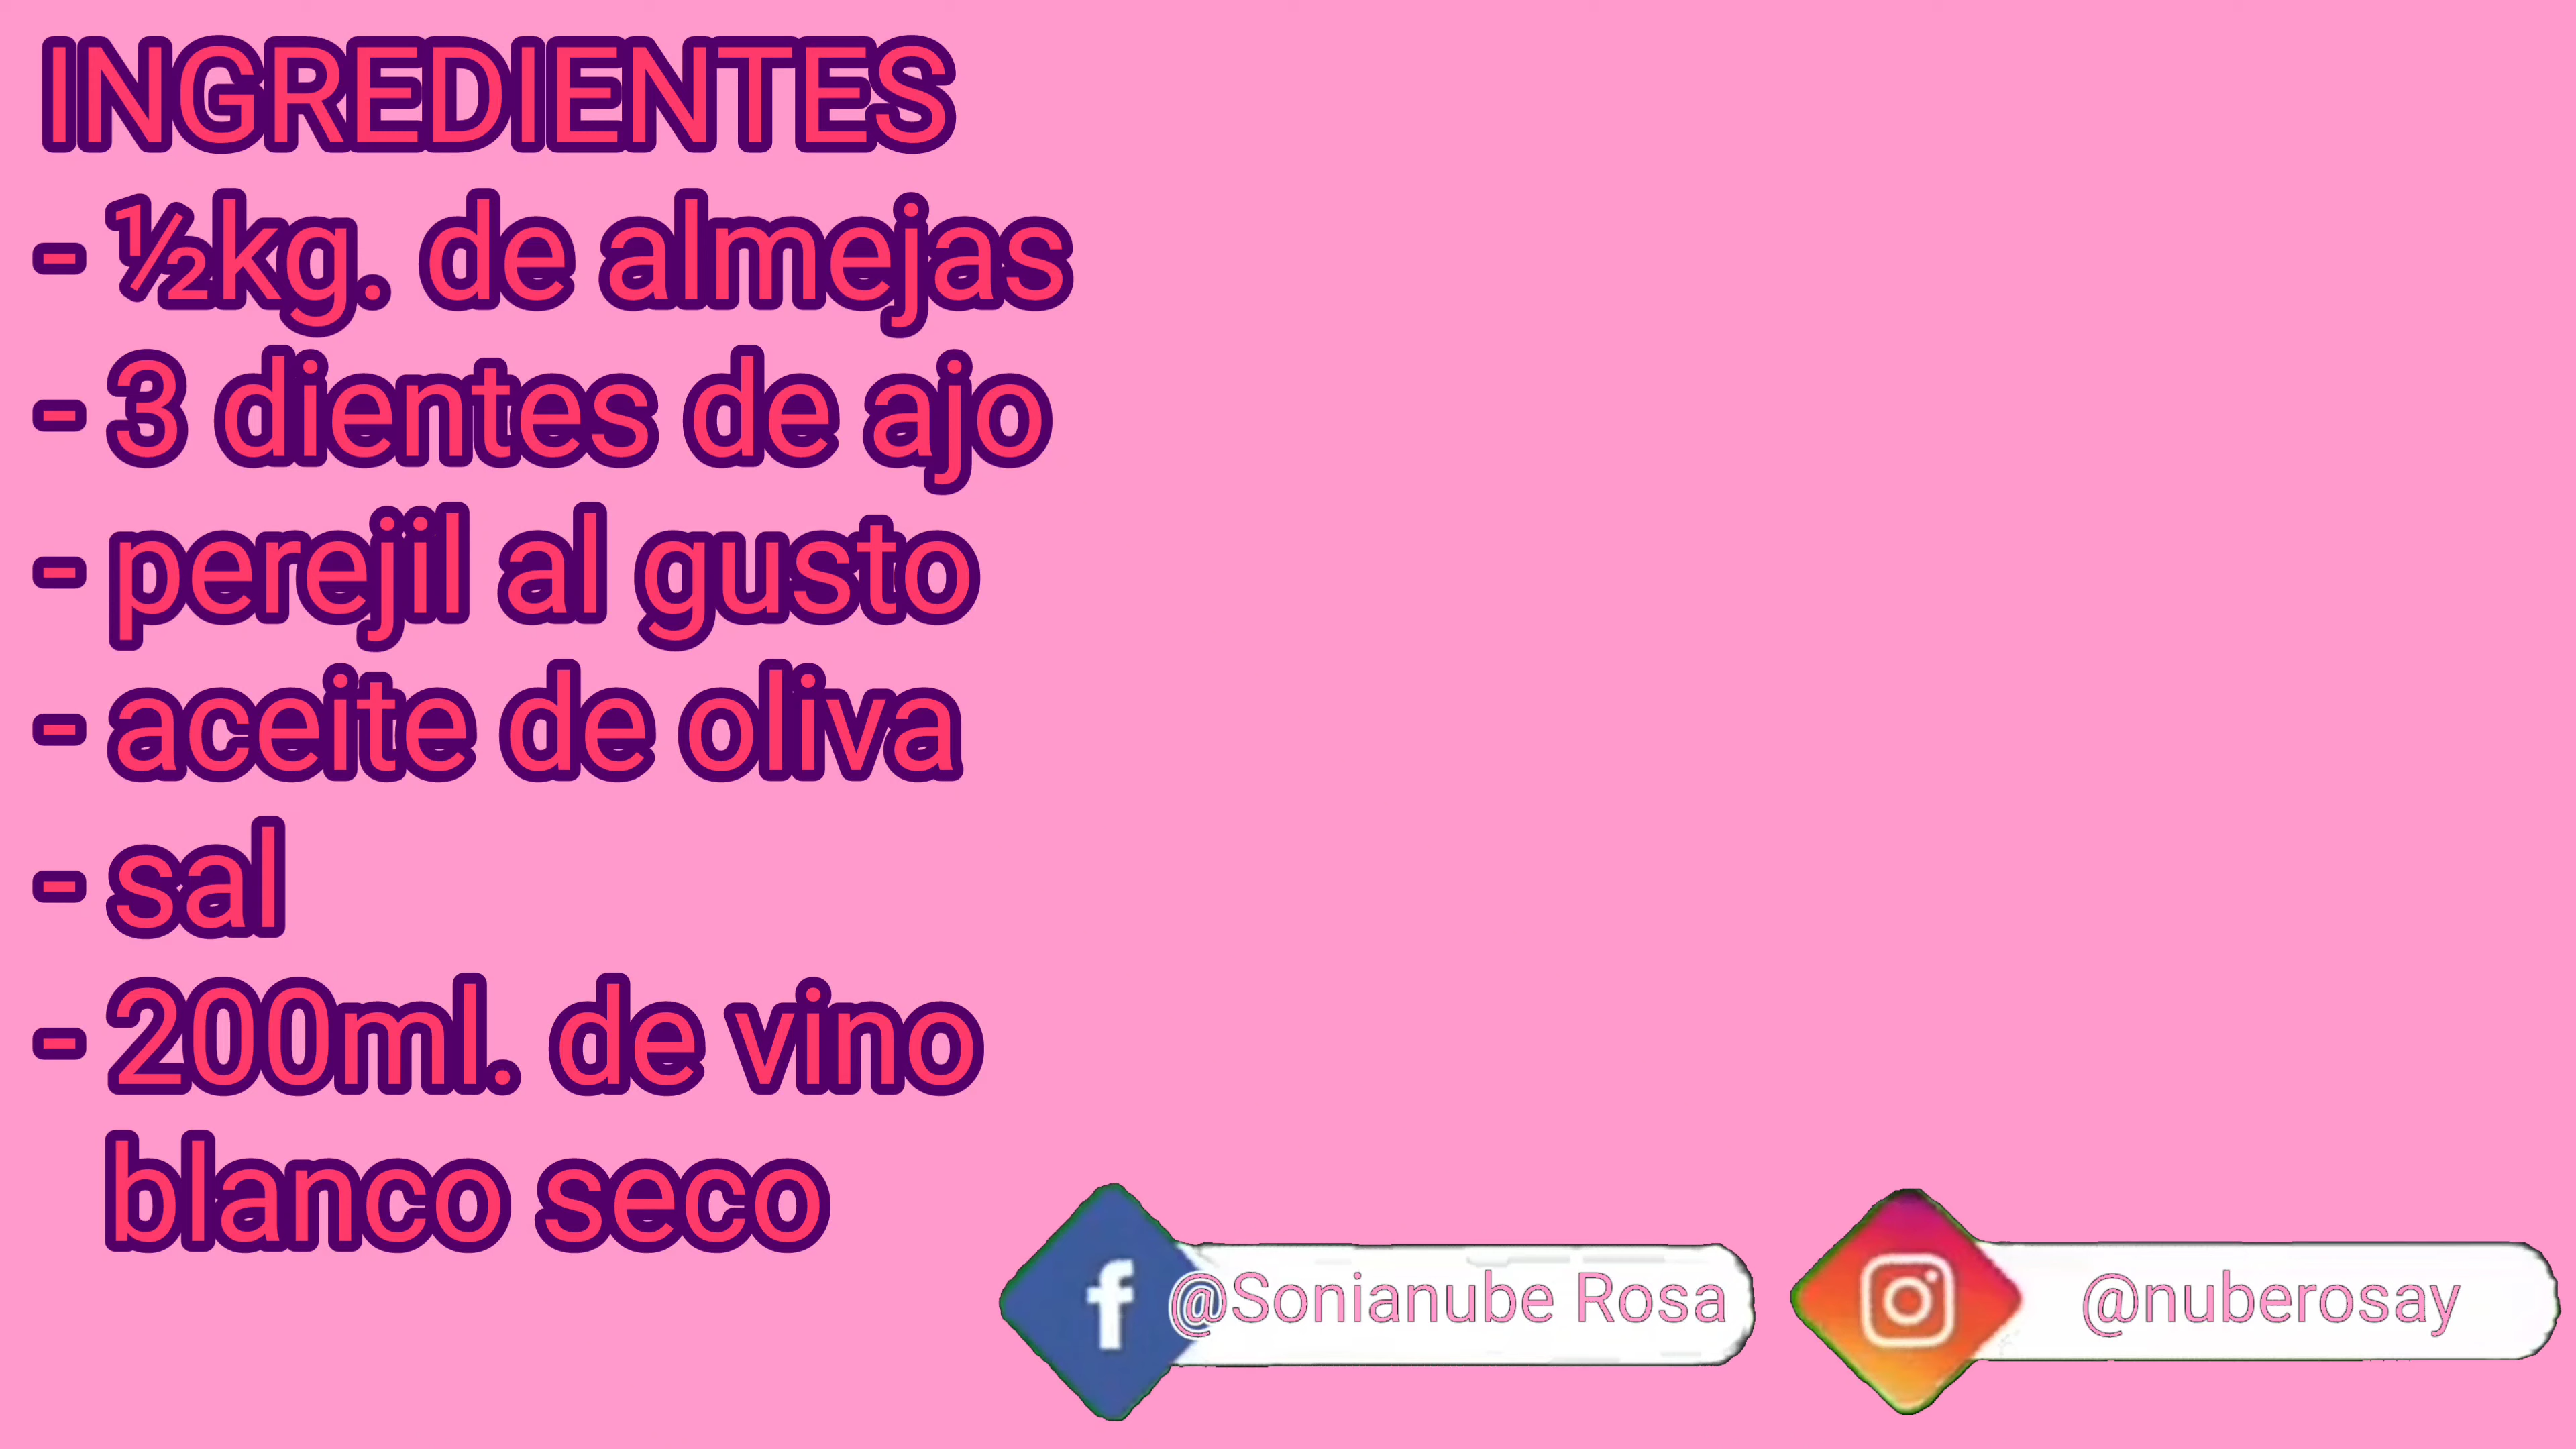 INGREDIENTES
- ½kg. de almejas
- 3 dientes de ajo
- perejil al gusto
- aceite de oliva
- sal
- 200ml. de vino
blanco seco
@Sonianube Rosa
@nuberosay